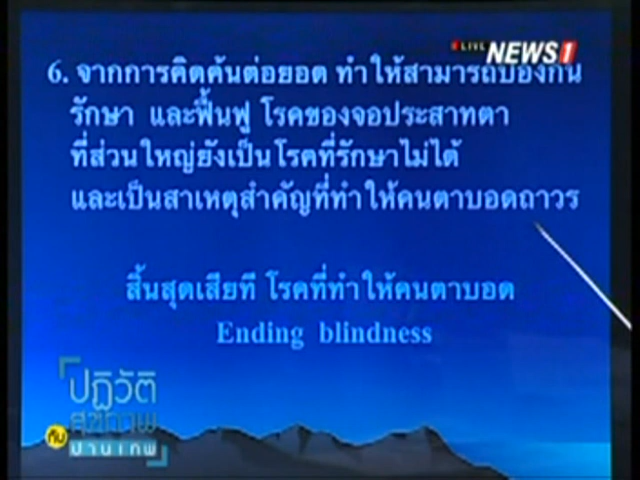 LIVE NEWS1
6. จากการคิดค้นต่อยอด ทำให้สามารถป้องกัน
รักษา และฟื้นฟู โรคของจอประสาทตา
ที่ส่วนใหญ่ยังเป็นโรคที่รักษาไม่ได้
และเป็นสาเหตุสำคัญที่ทำให้คนตาบอดถาวร
สิ้นสุดเสียที โรคที่ทำให้คนตาบอด
Ending blindness
ปฏิวัติ
สุขภาพ
กับ
ปานเทพ